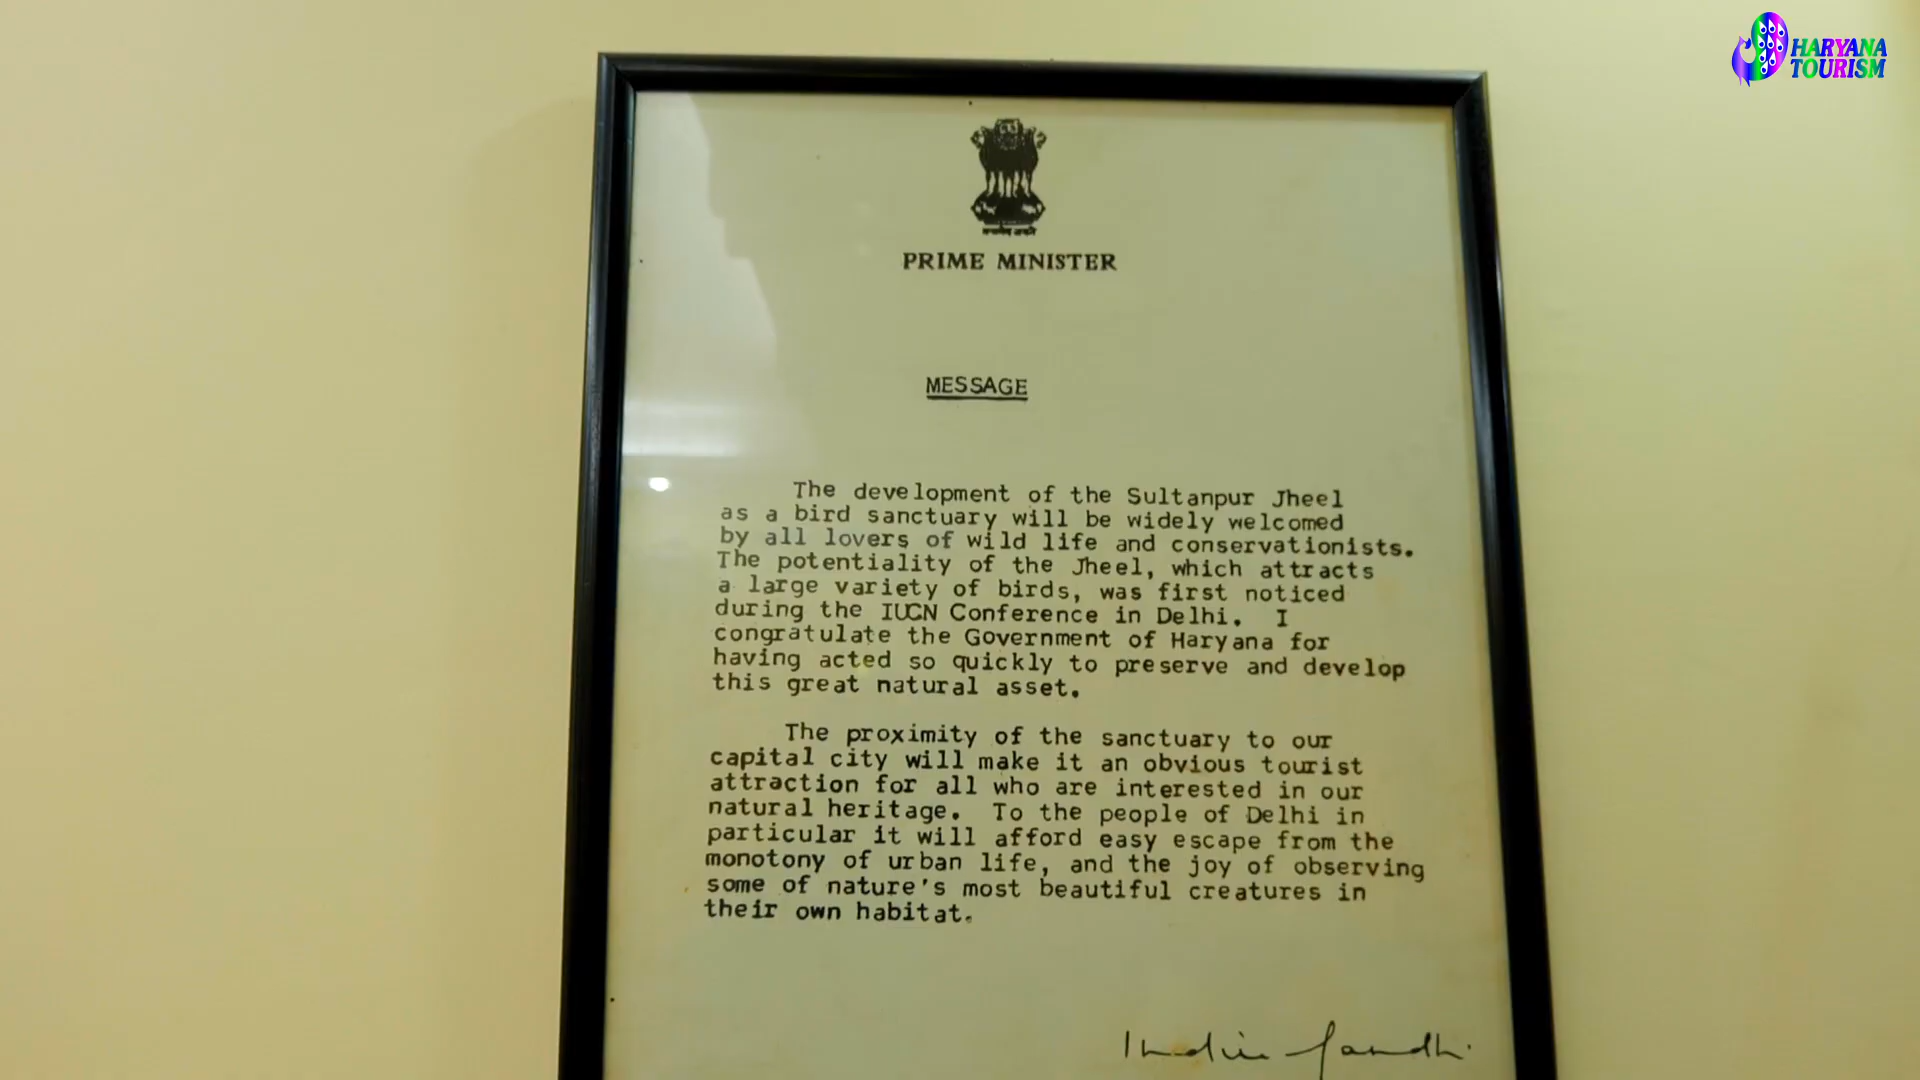 HARYANA
TOURISM
PRIME MINISTER
MESSAGE
The development of the Sultanpur Jheel
as a bird sanctuary will be widely welcomed
by all lovers of wild life and conservationists.
The potentiality of the Jheel, which attracts
a large variety of birds, was first noticed
during the IUCN Conference in Delhi. I
congratulate the Government of Haryana for
having acted so quickly to preserve and develop
this great natural asset.
The proximity of the sanctuary to our
capital city will make it an obvious tourist
attraction for all who are interested in our
natural heritage. To the people of Delhi in
particular it will afford easy escape from the
monotony of urban life, and the joy of observing
some of nature's most beautiful creatures in
their own habitat.
Indira Gandhi